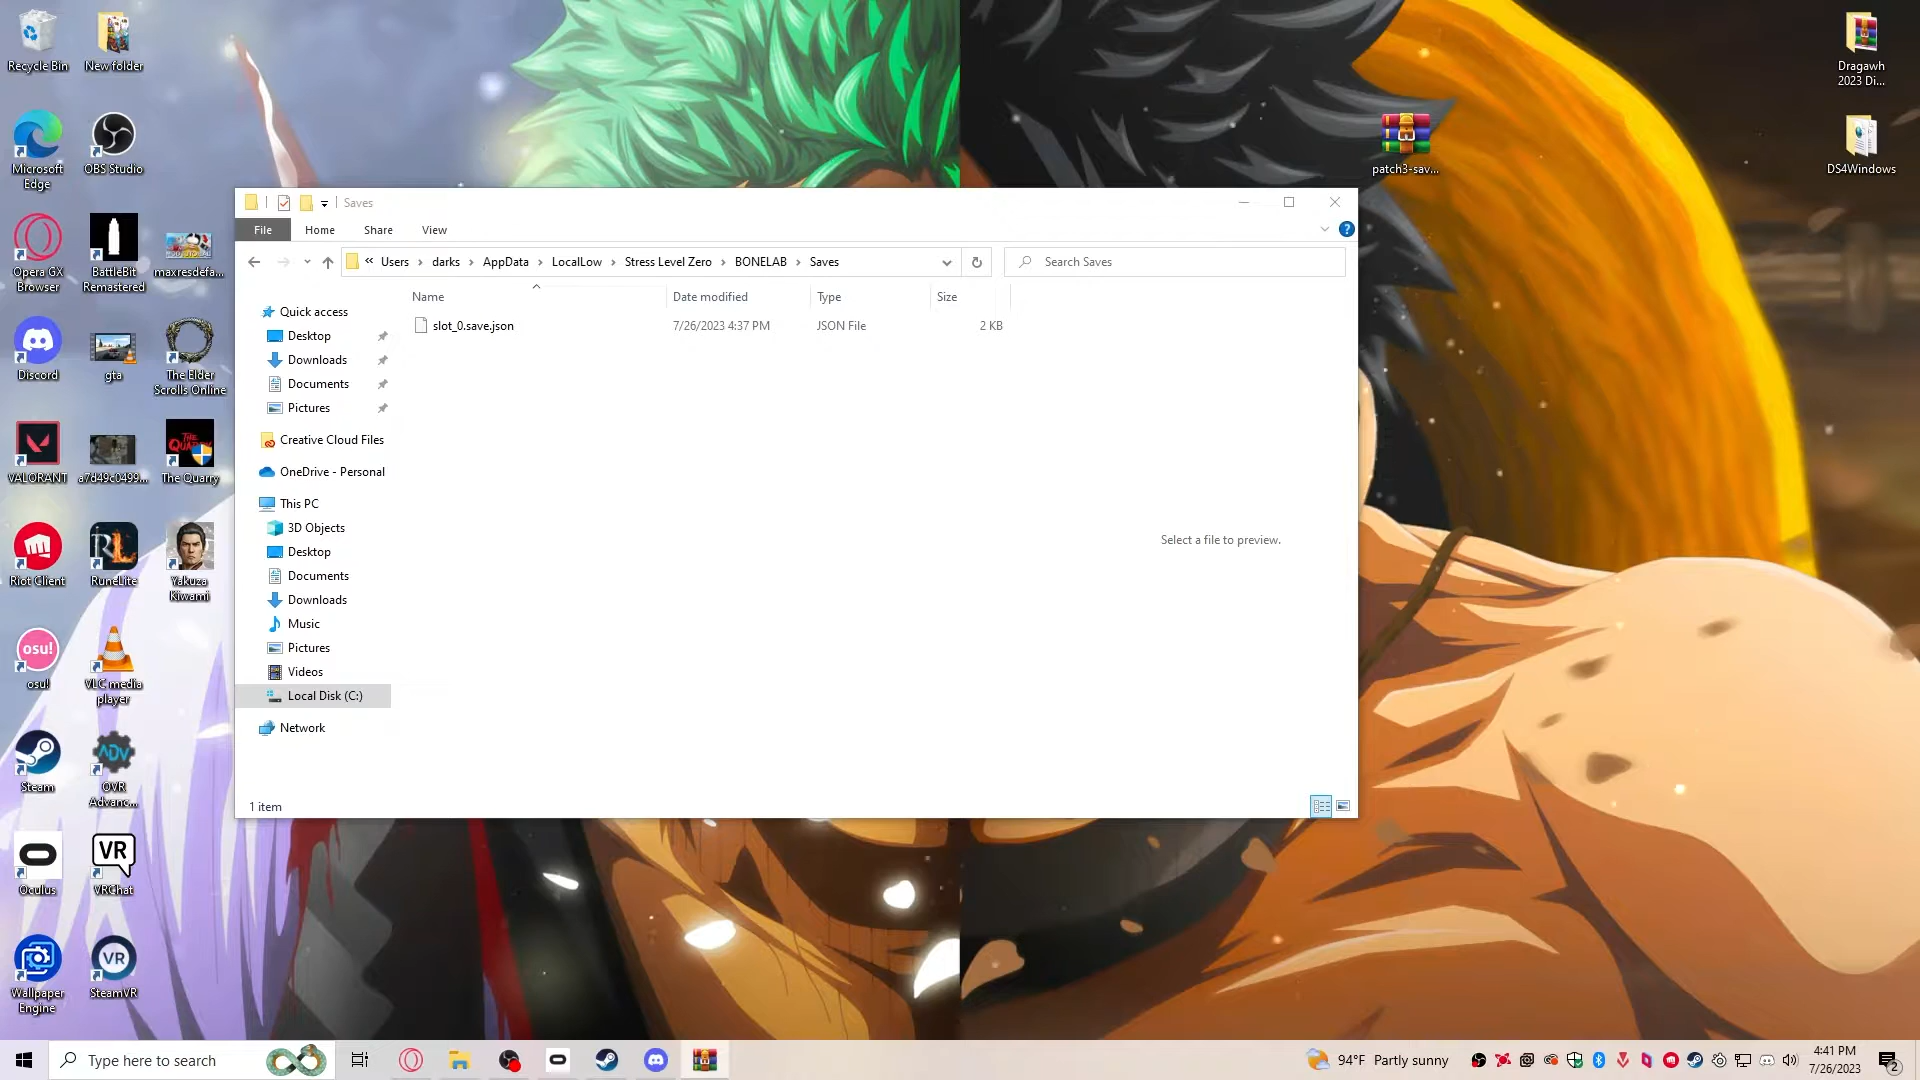 Recycle Bin
New folder
Dragawh
2023 Di...
Microsoft
Edge
OBS Studio
patch3-sav...
DS4Windows
Opera GX
Browser
BattleBit
Remastered
maxresdefa...
Discord
gta
The Elder
Scrolls Online
VALORANT
a7d49c0499...
The Quarry
Riot Client
RuneLite
Yakuza
Kiwami
osu!
osu!
VLC media
player
Steam
ADV
OVR
Advanc...
Oculus
VR
VRChat
Wallpaper
Engine
VR
SteamVR
Saves
File
Home
Share
View
« Users > darks > AppData > LocalLow > Stress Level Zero > BONELAB > Saves
Search Saves
Name
Date modified
Type
Size
slot_0.save.json
7/26/2023 4:37 PM
JSON File
2 KB
Quick access
Desktop
Downloads
Documents
Pictures
Creative Cloud Files
OneDrive - Personal
This PC
3D Objects
Desktop
Documents
Downloads
Music
Pictures
Videos
Local Disk (C:)
Network
Select a file to preview.
1 item
Type here to search
94°F Partly sunny
4:41 PM
7/26/2023
2